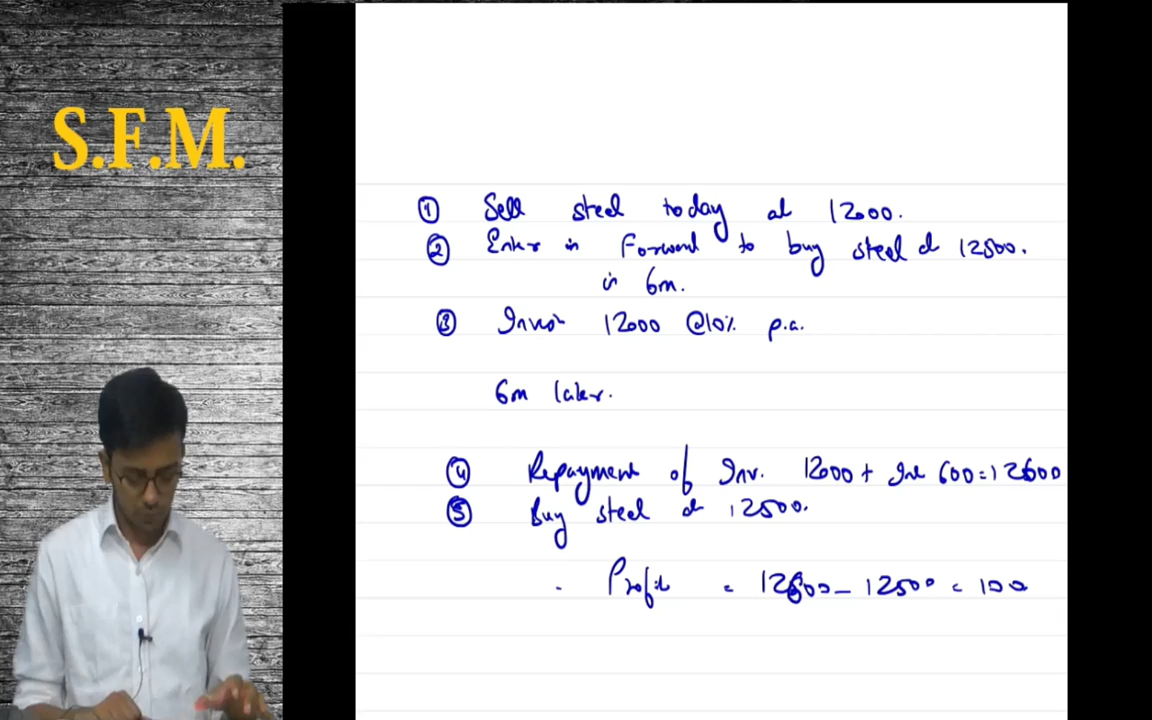 S.F.M.
① Sell steel today at 12000.
② Enter in Forward to buy steel at 12500.
in 6m.
③ Invest 12000 @10% p.a.
6m later.
④ Repayment of Inv. 12000 + Int 600 = 12600
⑤ Buy steel at 12500.
Profit = 12600 - 12500 = 100